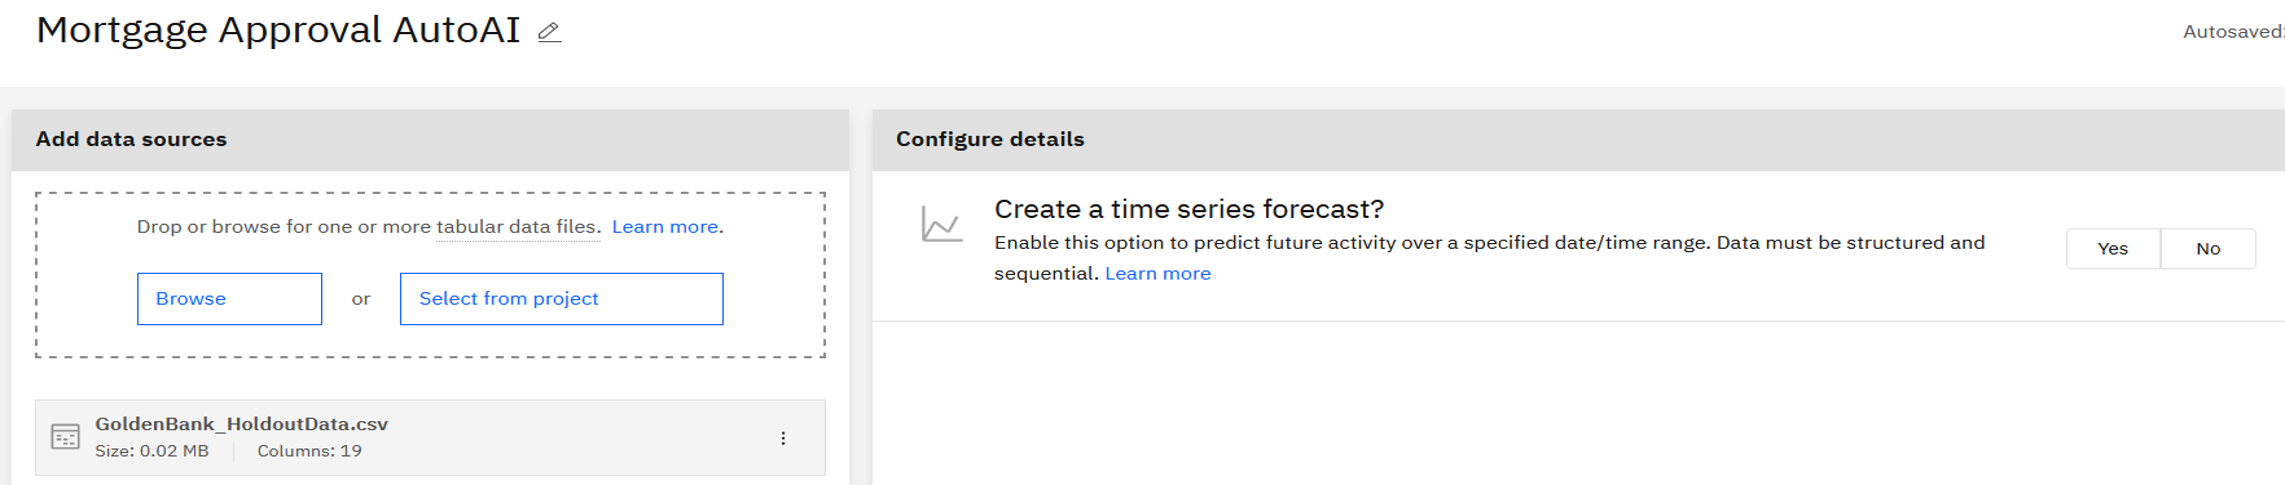 Mortgage Approval AutoAI
Autosaved:
Add data sources
Drop or browse for one or more tabular data files. Learn more.
Browse or Select from project
GoldenBank_HoldoutData.csv
Size: 0.02 MB Columns: 19
Configure details
Create a time series forecast?
Enable this option to predict future activity over a specified date/time range. Data must be structured and
sequential. Learn more
Yes No